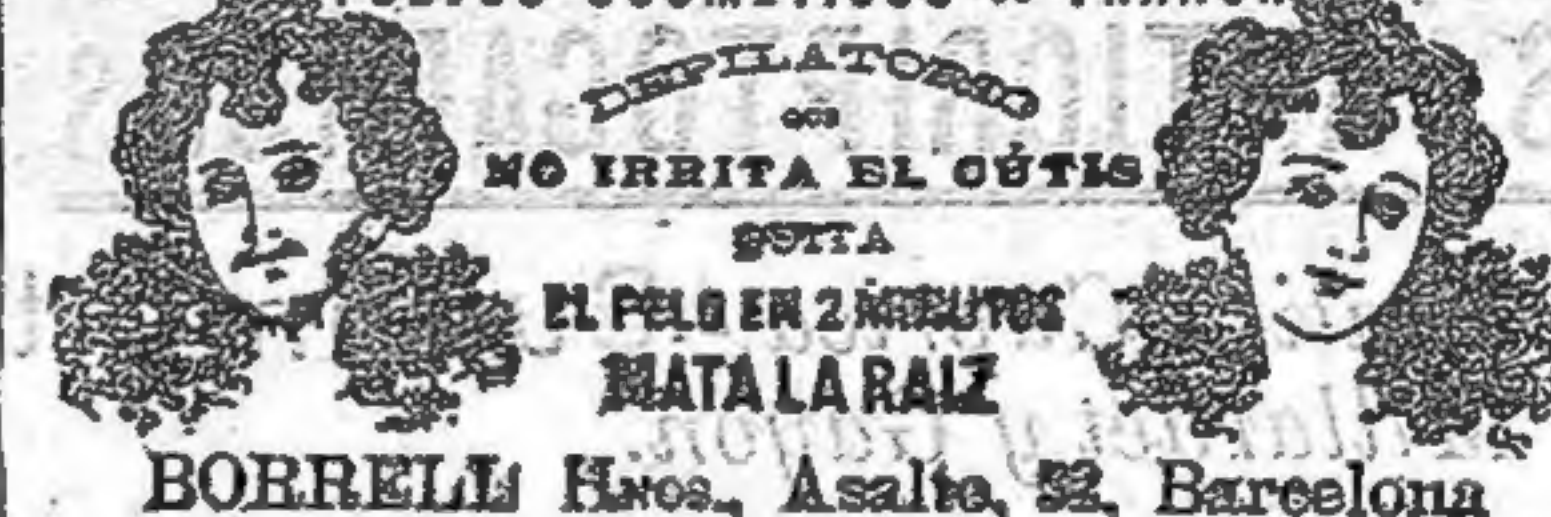 DEPILATORIO
QUE
NO IRRITA EL CÚTIS
QUITA
EL PELO EN 2 MINUTOS
MATA LA RAIZ
BORRELL Hnos., Asalto, 52, Barcelona